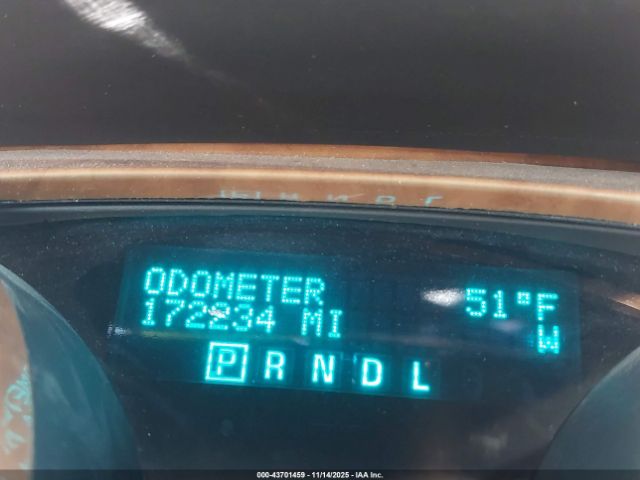 ODOMETER 51°F
172234 MI W
P R N D L
000-43701459 - 11/14/2025 - IAA Inc.